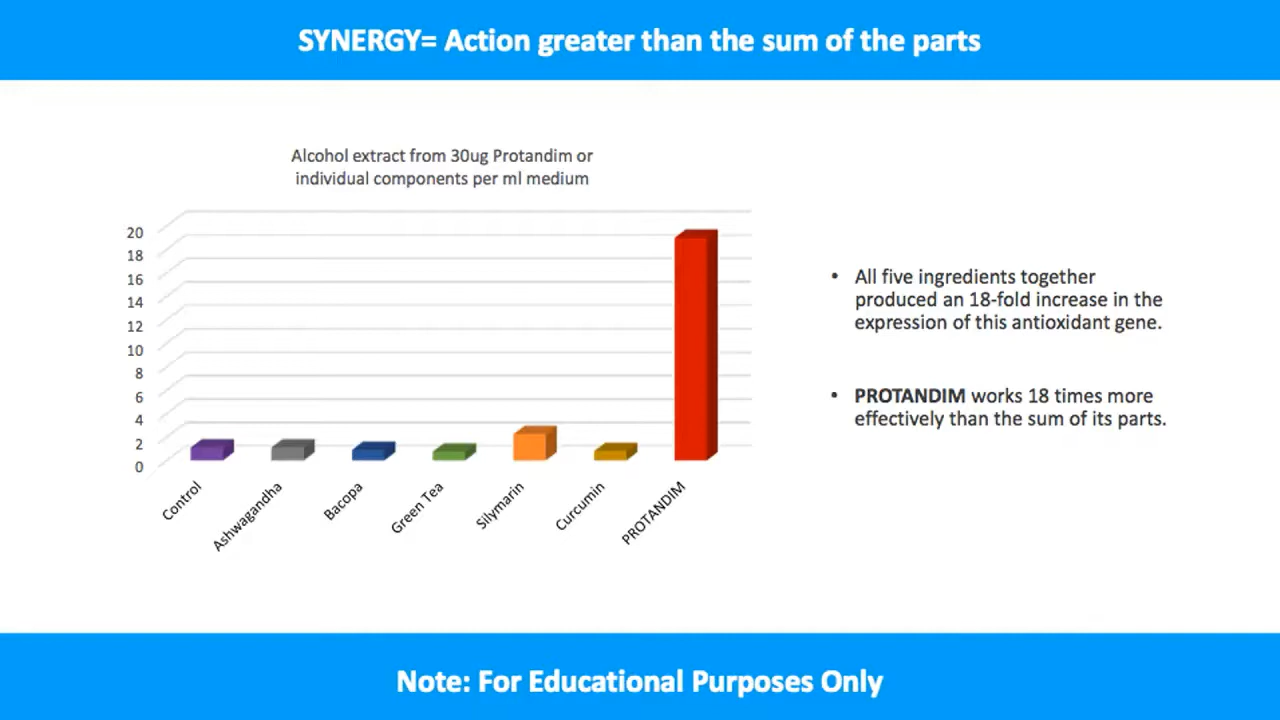 SYNERGY= Action greater than the sum of the parts
Alcohol extract from 30ug Protandim or
individual components per ml medium
20
18
16
14
12
10
8
6
4
2
0
Control
Ashwagandha
Bacopa
Green Tea
Silymarin
Curcumin
PROTANDIM
• All five ingredients together
produced an 18-fold increase in the
expression of this antioxidant gene.
• PROTANDIM works 18 times more
effectively than the sum of its parts.
Note: For Educational Purposes Only